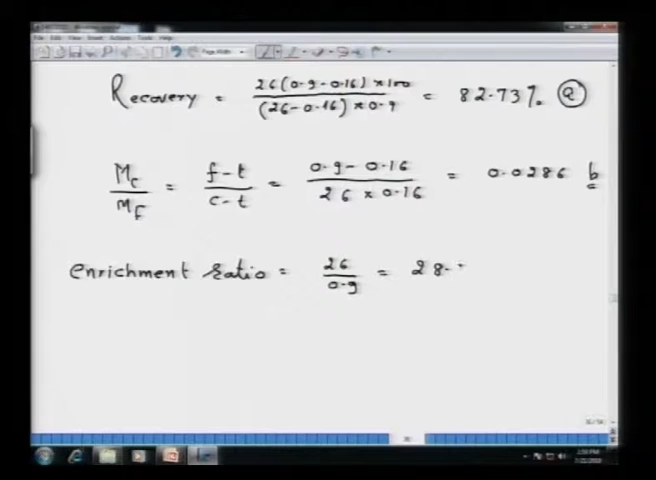 26(0.9-0.16) × 100
Recovery = = 82.73%. a
(26-0.16) × 0.9
Mc f-t 0.9-0.16
= = = 0.0286 b
MF c-t 26 × 0.16
26
enrichment ratio = = 28.
0.9